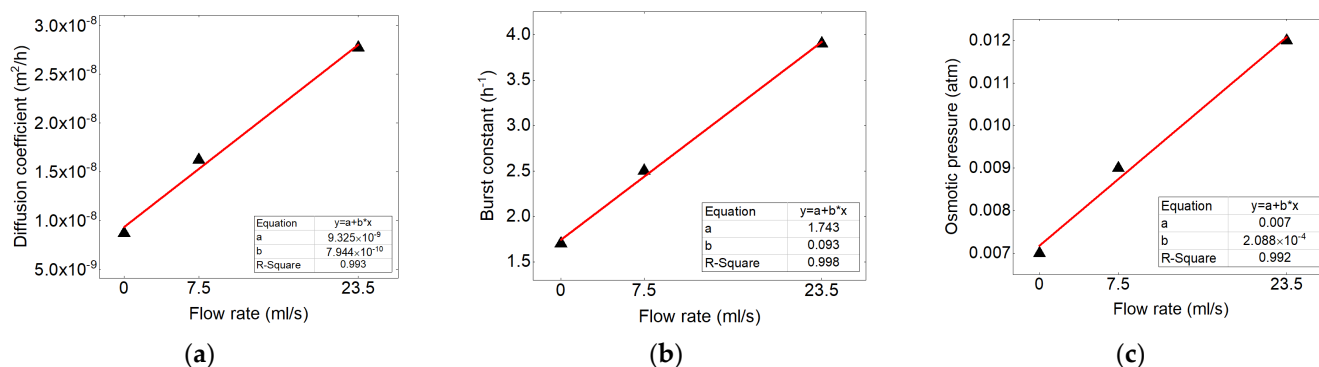 Diffusion coefficient (m²/h)
3.0x10⁻⁸
2.5x10⁻⁸
2.0x10⁻⁸
1.5x10⁻⁸
1.0x10⁻⁸
5.0x10⁻⁹
0 7.5 23.5
Flow rate (ml/s)
Equation y=a+b*x
a 9.325×10⁻⁹
b 7.944×10⁻¹⁰
R-Square 0.993
(a)
Burst constant (h⁻¹)
4.0
3.5
3.0
2.5
2.0
1.5
0 7.5 23.5
Flow rate (ml/s)
Equation y=a+b*x
a 1.743
b 0.093
R-Square 0.998
(b)
Osmotic pressure (atm)
0.012
0.011
0.010
0.009
0.008
0.007
0 7.5 23.5
Flow rate (ml/s)
Equation y=a+b*x
a 0.007
b 2.088×10⁻⁴
R-Square 0.992
(c)